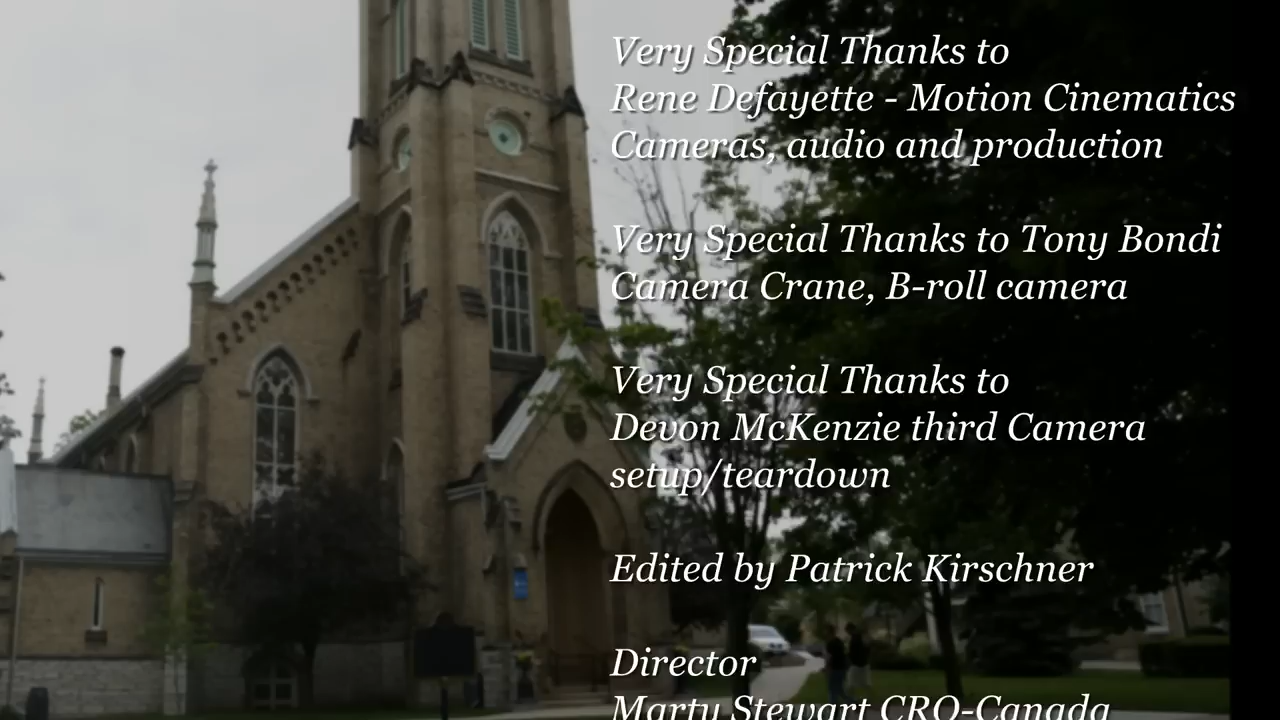 Very Special Thanks to
Rene Defayette - Motion Cinematics
Cameras, audio and production
Very Special Thanks to Tony Bondi
Camera Crane, B-roll camera
Very Special Thanks to
Devon McKenzie third Camera
setup/teardown
Edited by Patrick Kirschner
Director
Marty Stewart CRO-Canada